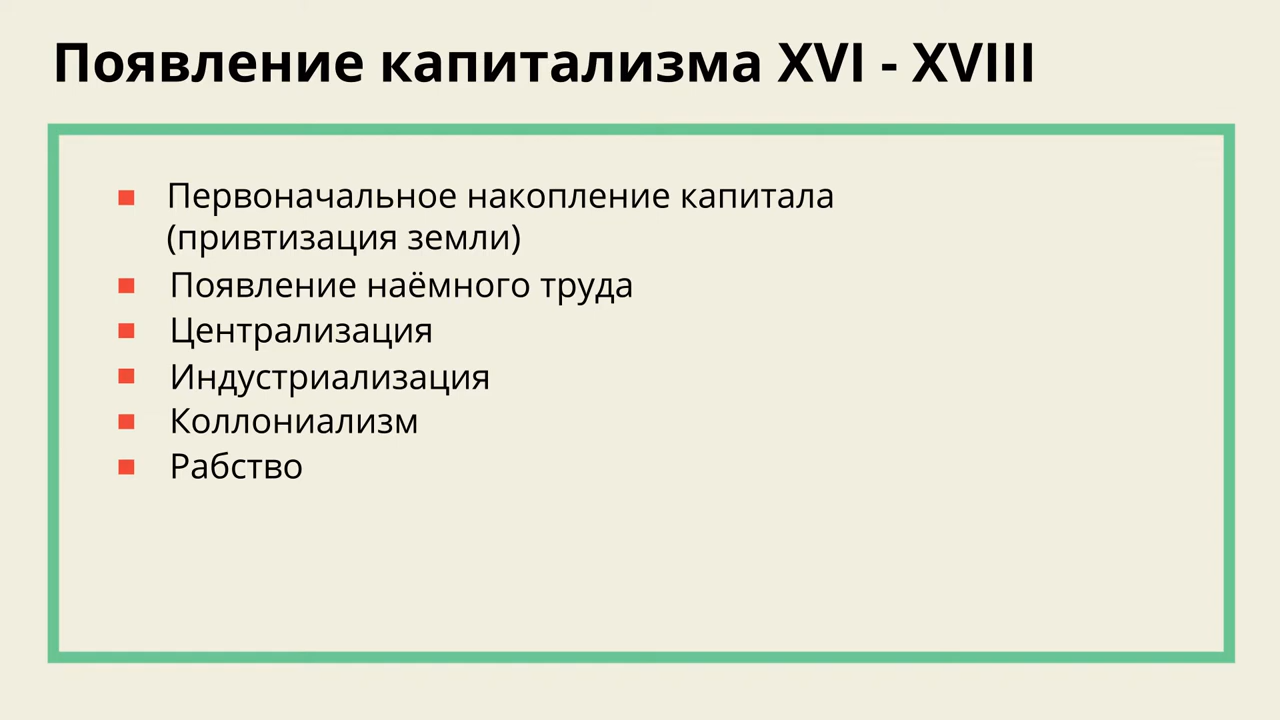 Появление капитализма XVI - XVIII
Первоначальное накопление капитала
(привтизация земли)
Появление наёмного труда
Централизация
Индустриализация
Коллониализм
Рабство